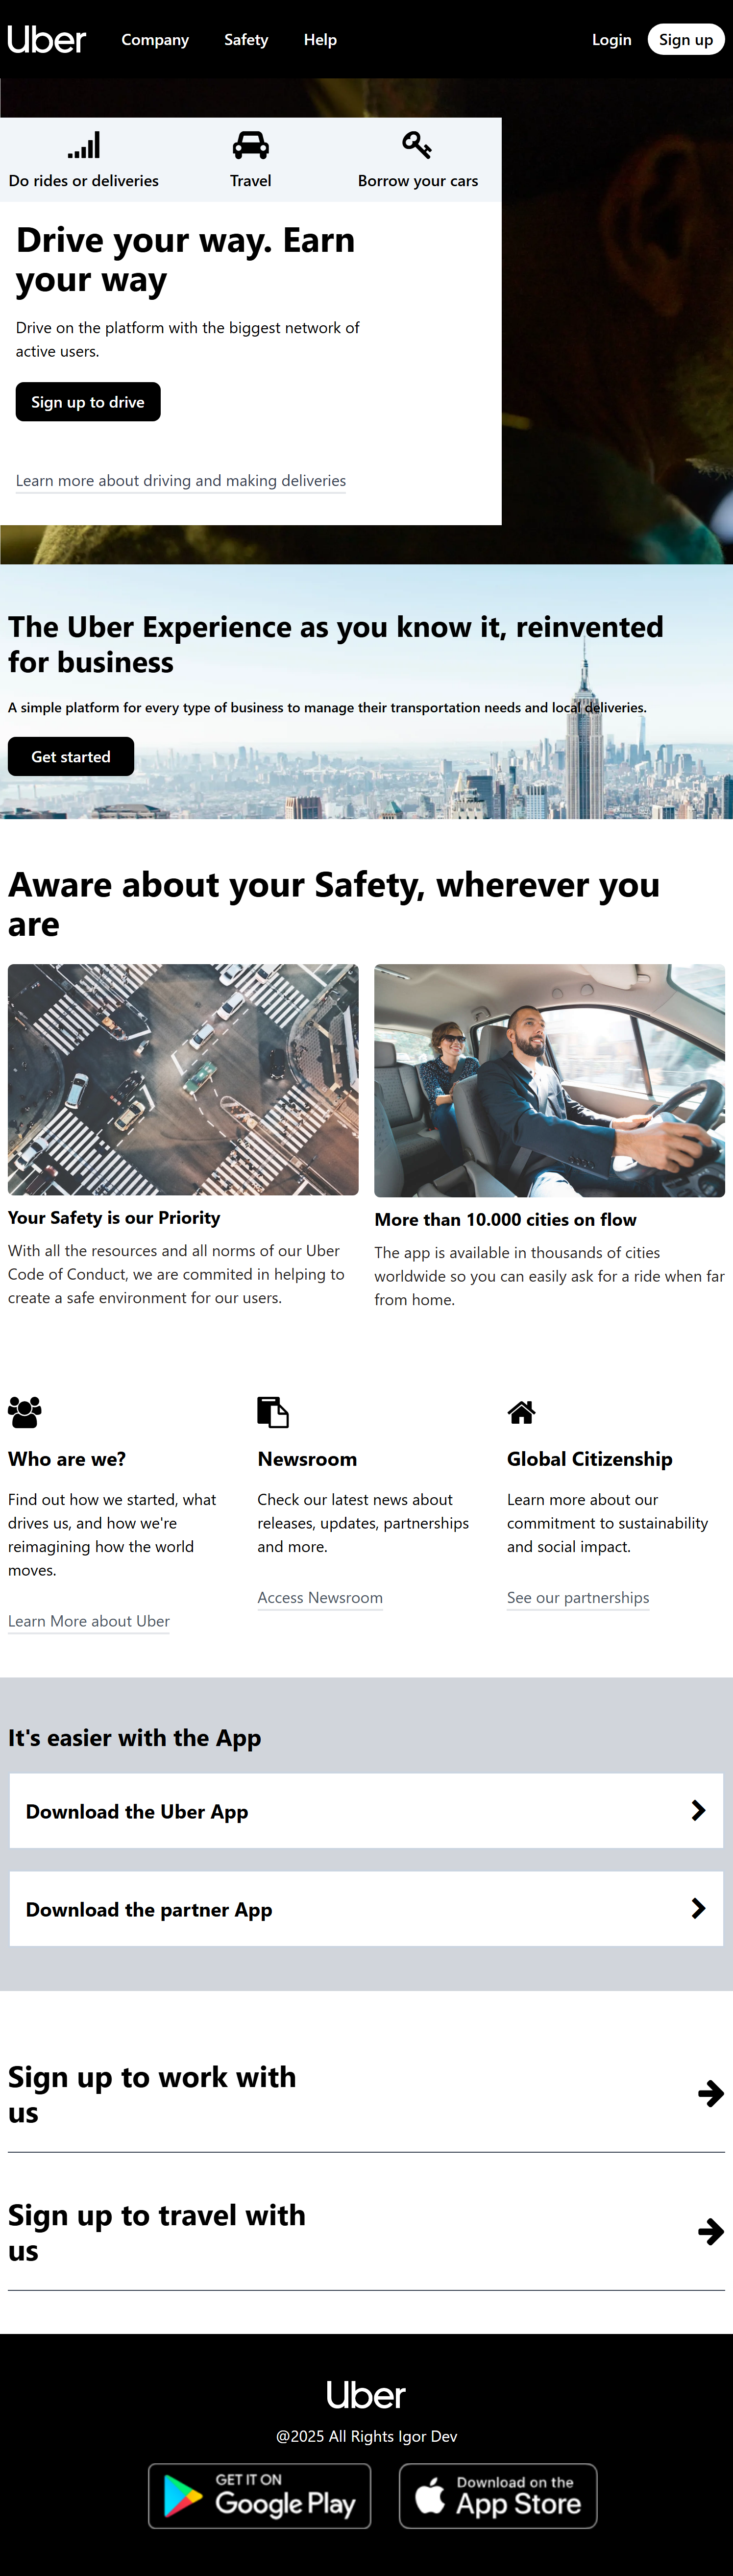 Uber Company Safety Help Login Sign up
Do rides or deliveries Travel Borrow your cars
Drive your way. Earn
your way
Drive on the platform with the biggest network of
active users.
Sign up to drive
Learn more about driving and making deliveries
The Uber Experience as you know it, reinvented
for business
A simple platform for every type of business to manage their transportation needs and local deliveries.
Get started
Aware about your Safety, wherever you
are
Your Safety is our Priority
With all the resources and all norms of our Uber
Code of Conduct, we are commited in helping to
create a safe environment for our users.
More than 10.000 cities on flow
The app is available in thousands of cities
worldwide so you can easily ask for a ride when far
from home.
Who are we?
Find out how we started, what
drives us, and how we're
reimagining how the world
moves.
Learn More about Uber
Newsroom
Check our latest news about
releases, updates, partnerships
and more.
Access Newsroom
Global Citizenship
Learn more about our
commitment to sustainability
and social impact.
See our partnerships
It's easier with the App
Download the Uber App
Download the partner App
Sign up to work with
us
Sign up to travel with
us
Uber
@2025 All Rights Igor Dev
GET IT ON
Google Play
Download on the
App Store